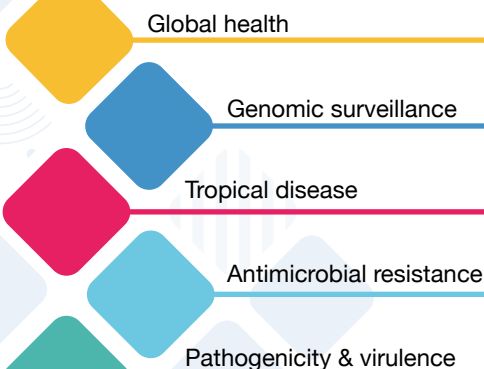 Global health
Genomic surveillance
Tropical disease
Antimicrobial resistance
Pathogenicity & virulence